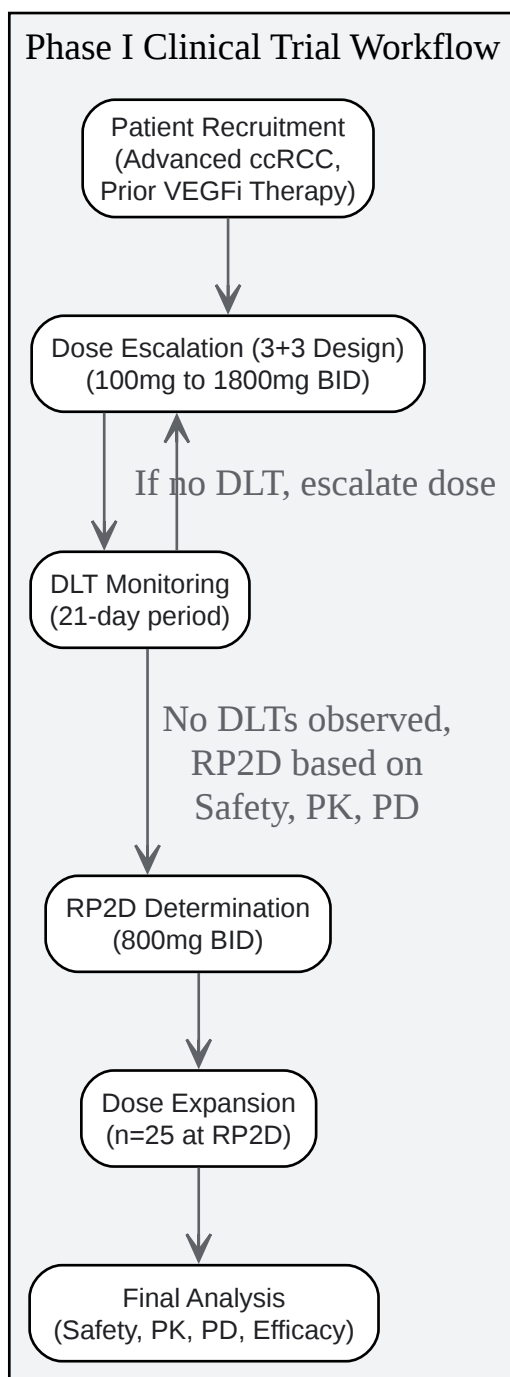 Phase I Clinical Trial Workflow
Patient Recruitment
(Advanced ccRCC,
Prior VEGFi Therapy)
Dose Escalation (3+3 Design)
(100mg to 1800mg BID)
If no DLT, escalate dose
DLT Monitoring
(21-day period)
No DLTs observed,
RP2D based on
Safety, PK, PD
RP2D Determination
(800mg BID)
Dose Expansion
(n=25 at RP2D)
Final Analysis
(Safety, PK, PD, Efficacy)